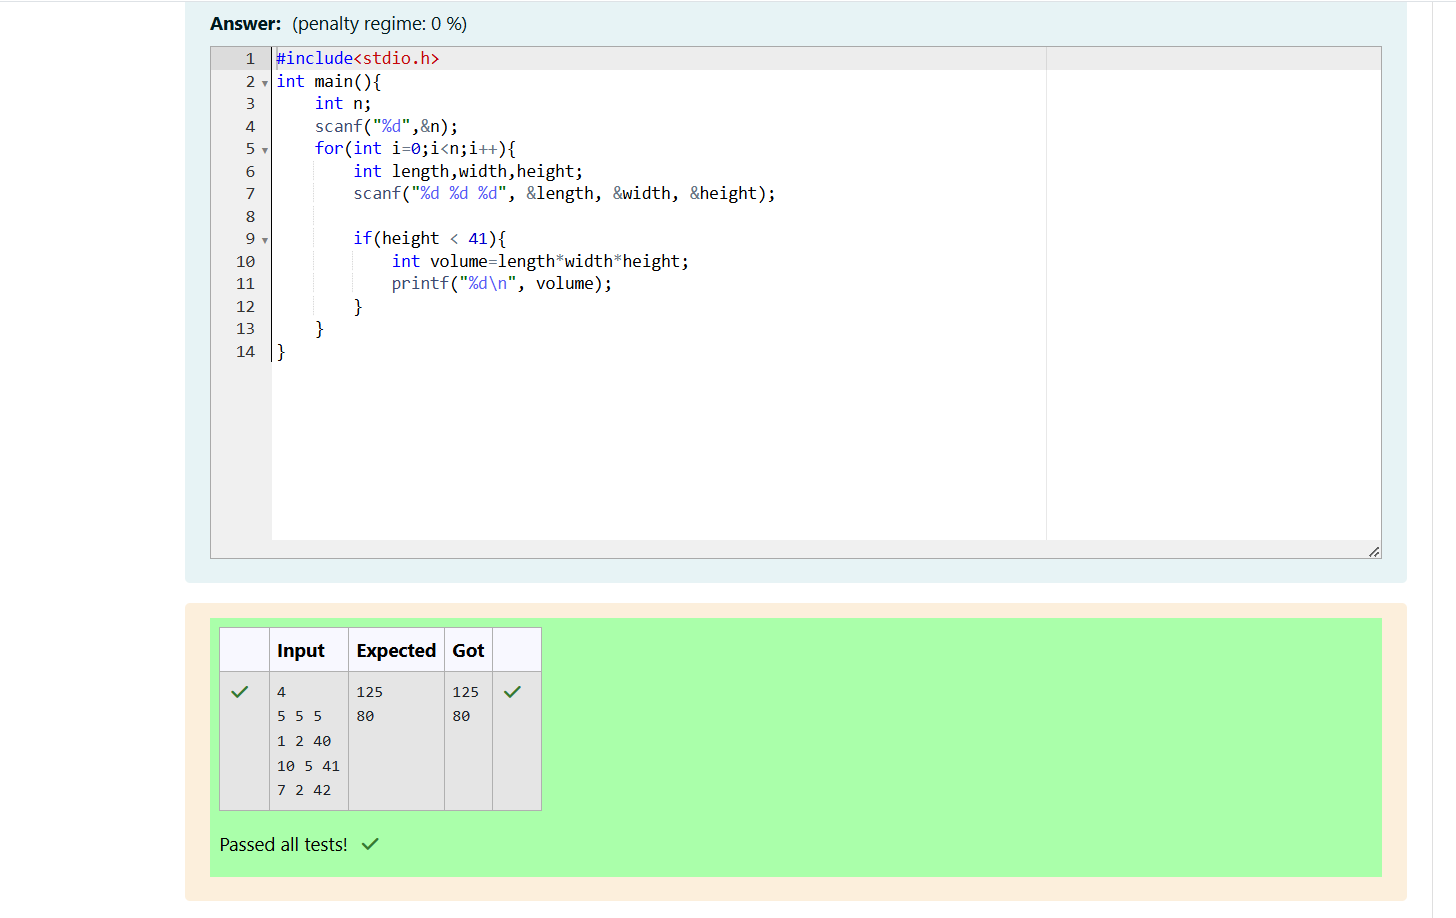 Answer: (penalty regime: 0 %)
1 #include<stdio.h>
2 int main(){
3     int n;
4     scanf("%d",&n);
5     for(int i=0;i<n;i++){
6         int length,width,height;
7         scanf("%d %d %d", &length, &width, &height);
8
9         if(height < 41){
10             int volume=length*width*height;
11             printf("%d\n", volume);
12         }
13     }
14 }
Input Expected Got
4 125 125
5 5 5 80 80
1 2 40
10 5 41
7 2 42
Passed all tests!